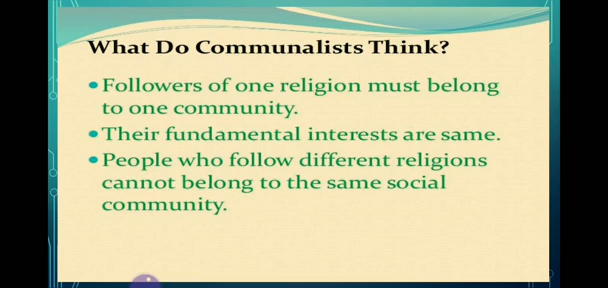 What Do Communalists Think?
•Followers of one religion must belong
to one community.
•Their fundamental interests are same.
•People who follow different religions
cannot belong to the same social
community.